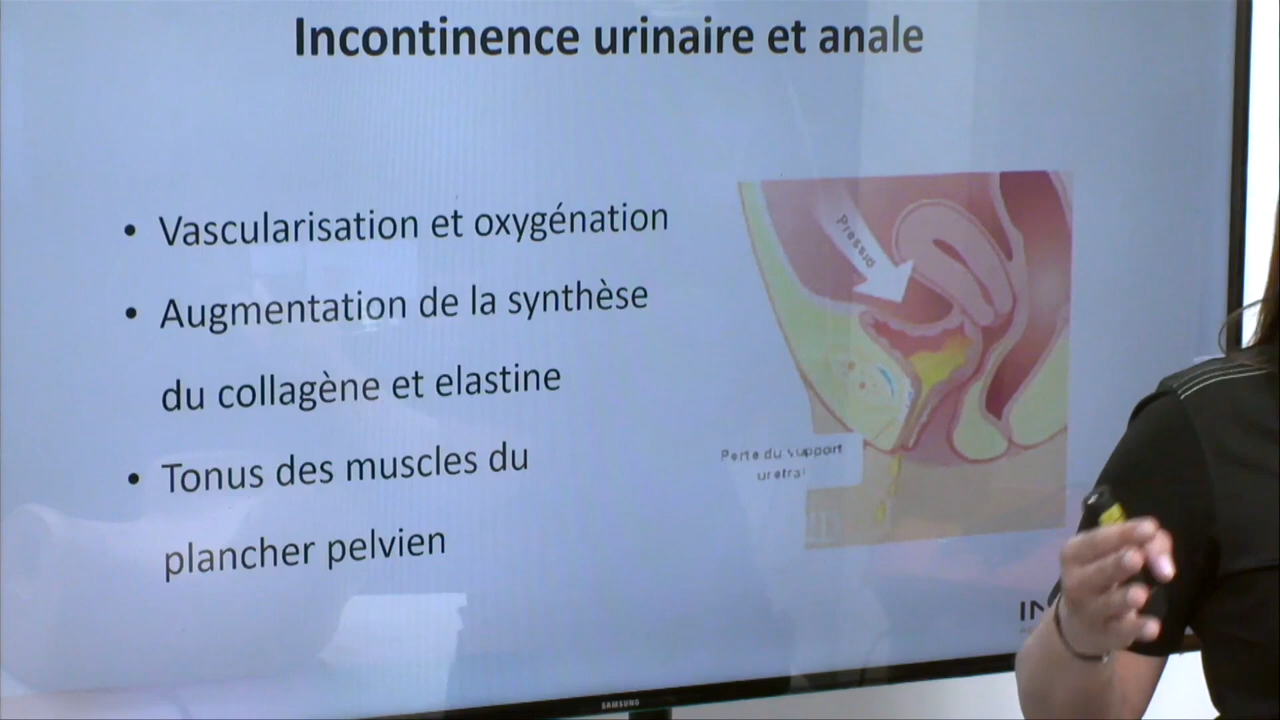 Incontinence urinaire et anale
• Vascularisation et oxygénation
• Augmentation de la synthèse
du collagène et elastine
• Tonus des muscles du
plancher pelvien
Pressio
Perte du support
uretral
SAMSUNG